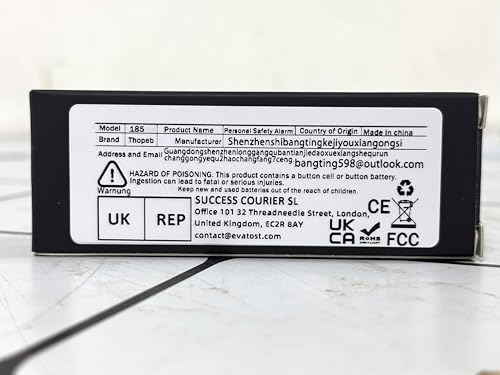 Model 185 Product Name Personal Safety Alarm Country of Origin Made in china
Brand Thopeb Manufacturer Shenzhenshibangtingkejiyouxiangongsi
Address and Email Guangdongshenzhenlonggangqubantianjiedaoxuexiangshequrun
changgongyequ2haochangfang7ceng. bangting598@outlook.com
HAZARD OF POISONING: This product contains a button cell or button battery.
Ingestion can lead to fatal or serious injuries.
Warnung Keep new and used batteries out of children's reach.
UK REP
SUCCESS COURIER SL
Office 101 32 Threadneedle Street, London,
United Kingdom, EC2R 8AY
contact@evatost.com
UK
CA
RoHS
CE
FCC